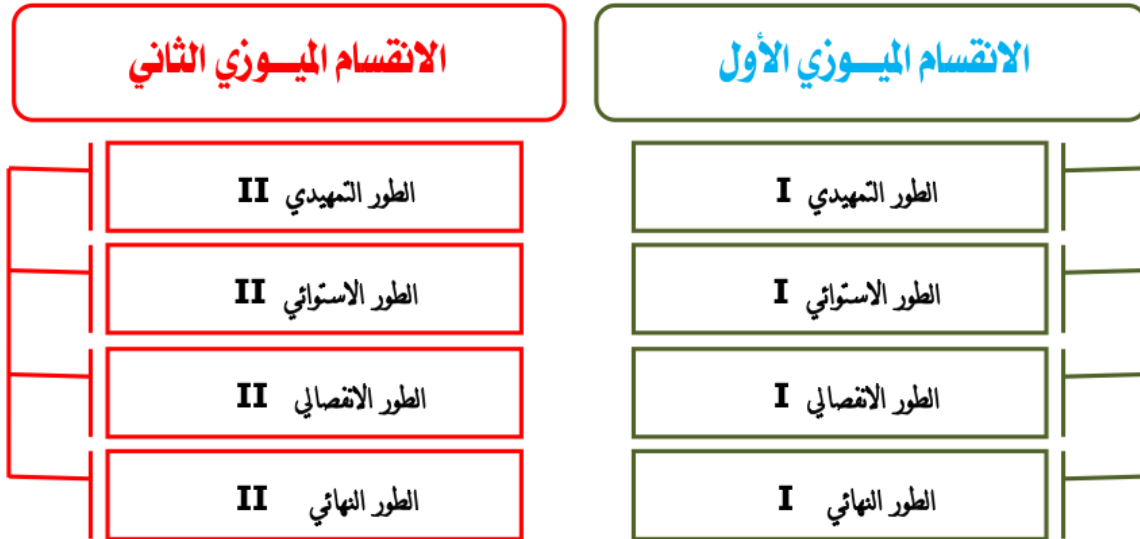 الانقسام الميـــوزي الأول
الطور التمهيدي I
الطور الاستوائي I
الطور الانفصالي I
الطور النهائي I
الانقسام الميـــوزي الثاني
الطور التمهيدي II
الطور الاستوائي II
الطور الانفصالي II
الطور النهائي II